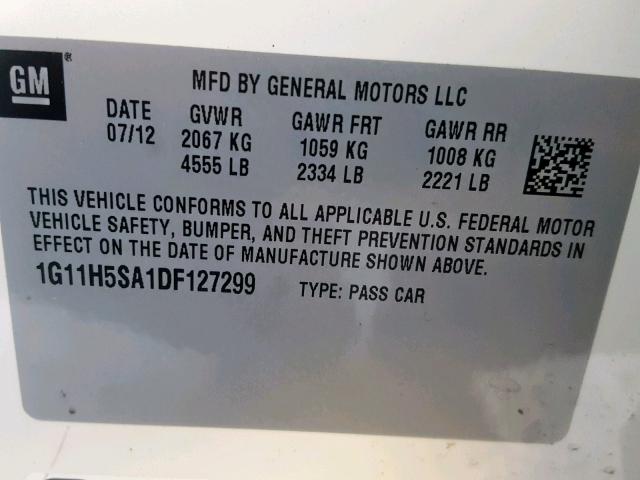 GM®
MFD BY GENERAL MOTORS LLC
DATE GVWR GAWR FRT GAWR RR
07/12 2067 KG 1059 KG 1008 KG
4555 LB 2334 LB 2221 LB
THIS VEHICLE CONFORMS TO ALL APPLICABLE U.S. FEDERAL MOTOR
VEHICLE SAFETY, BUMPER, AND THEFT PREVENTION STANDARDS IN
EFFECT ON THE DATE OF MANUFACTURE SHOWN ABOVE.
1G11H5SA1DF127299 TYPE: PASS CAR